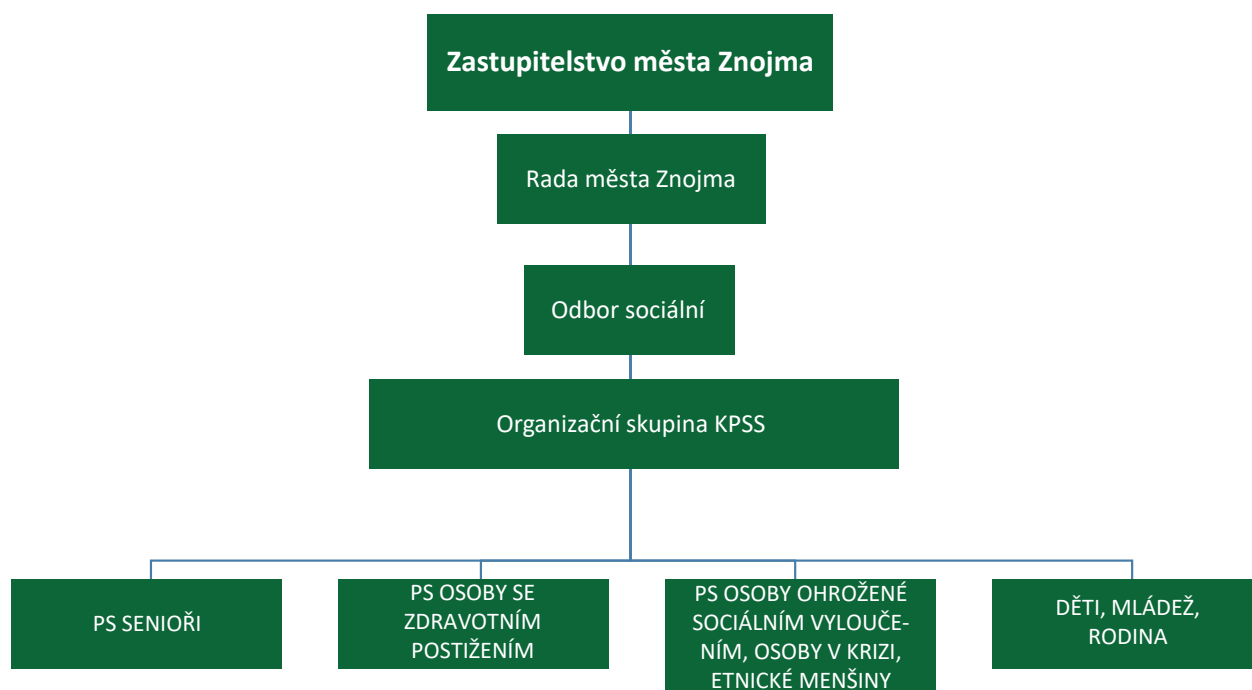 Zastupitelstvo města Znojma
Rada města Znojma
Odbor sociální
Organizační skupina KPSS
PS SENIOŘI
PS OSOBY SE
ZDRAVOTNÍM
POSTIŽENÍM
PS OSOBY OHROŽENÉ
SOCIÁLNÍM VYLOUČE-
NÍM, OSOBY V KRIZI,
ETNICKÉ MENŠINY
DĚTI, MLÁDEŽ,
RODINA